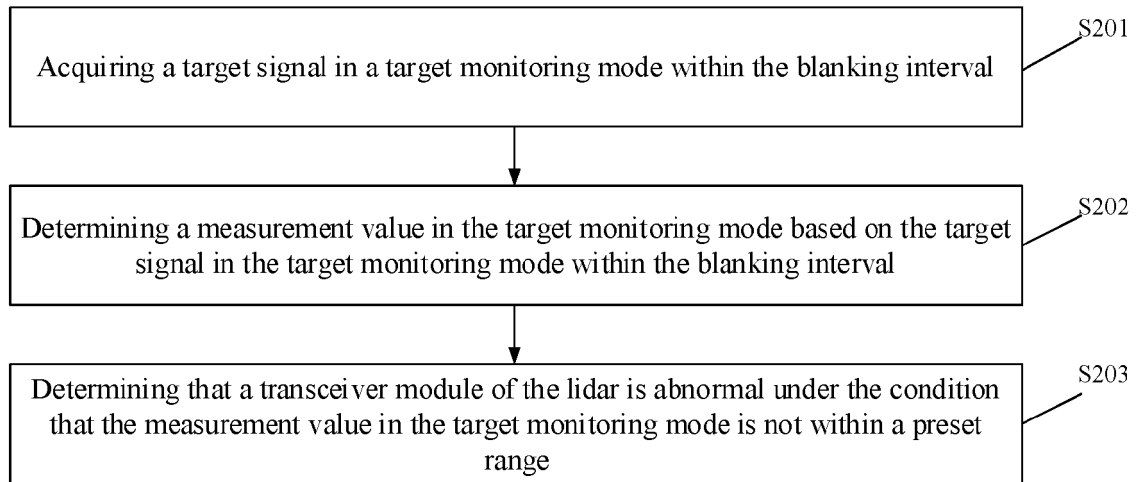 S201
Acquiring a target signal in a target monitoring mode within the blanking interval
S202
Determining a measurement value in the target monitoring mode based on the target
signal in the target monitoring mode within the blanking interval
S203
Determining that a transceiver module of the lidar is abnormal under the condition
that the measurement value in the target monitoring mode is not within a preset
range